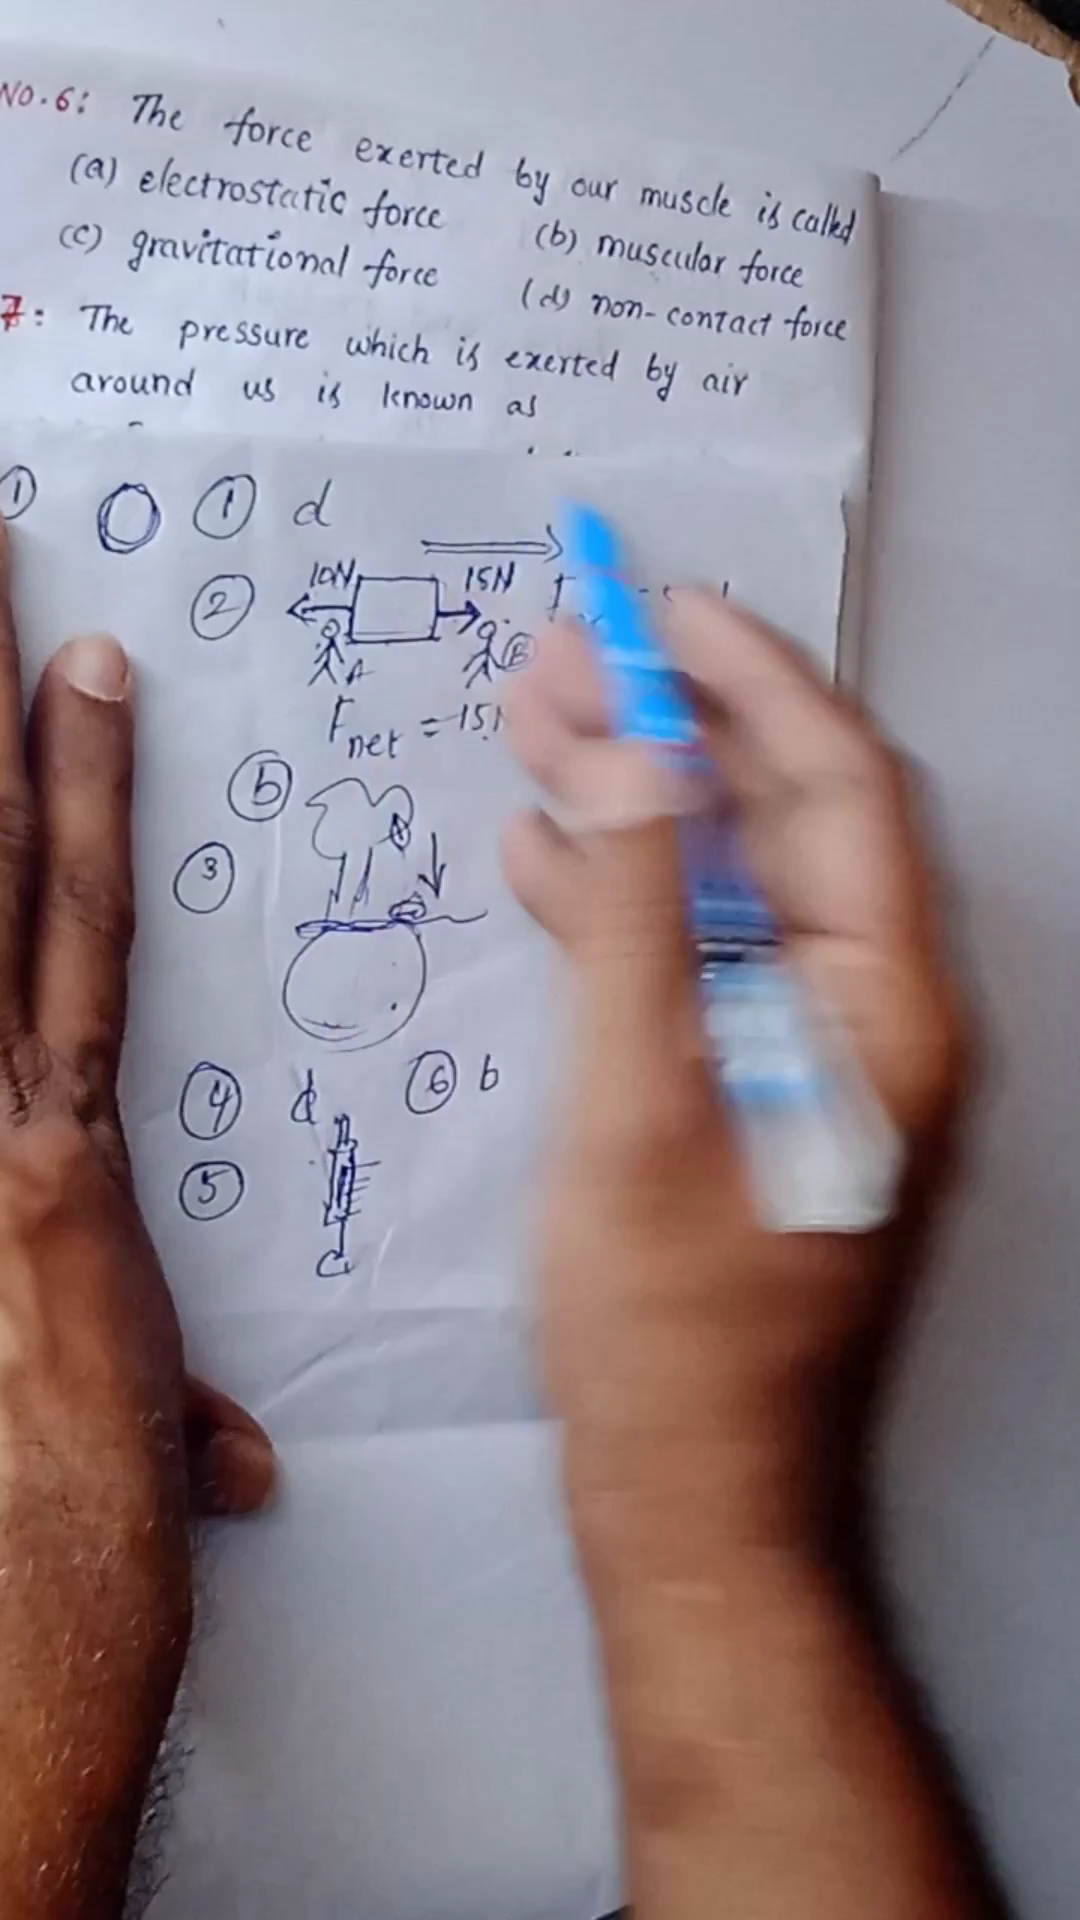 NO.6: The force exerted by our muscle is called
(a) electrostatic force (b) muscular force
(c) gravitational force (d) non-contact force
7: The pressure which is exerted by air
around us is known as
1
1 d
2 10N 15N
A B
Fnet = 15N
b
3
4 d 6 b
5